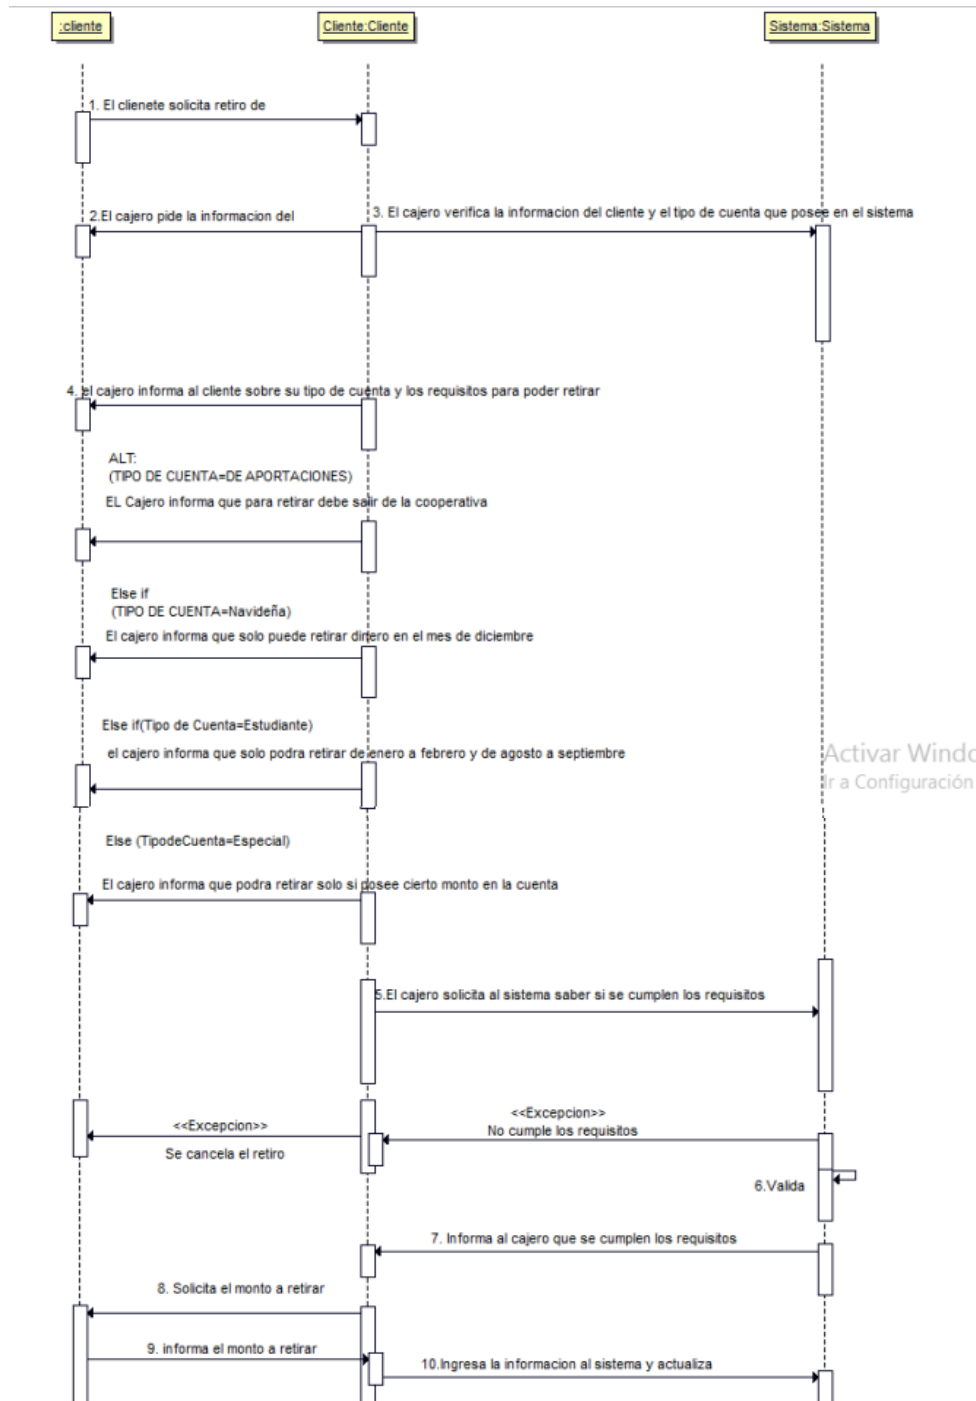 :cliente
Cliente:Cliente
Sistema:Sistema
1. El clienete solicita retiro de
2.El cajero pide la informacion del
3. El cajero verifica la informacion del cliente y el tipo de cuenta que posee en el sistema
4. el cajero informa al cliente sobre su tipo de cuenta y los requisitos para poder retirar
ALT:
(TIPO DE CUENTA=DE APORTACIONES)
EL Cajero informa que para retirar debe salir de la cooperativa
Else if
(TIPO DE CUENTA=Navideña)
El cajero informa que solo puede retirar dinero en el mes de diciembre
Else if(Tipo de Cuenta=Estudiante)
el cajero informa que solo podra retirar de enero a febrero y de agosto a septiembre
Activar Windo
Ir a Configuración
Else (TipodeCuenta=Especial)
El cajero informa que podra retirar solo si posee cierto monto en la cuenta
5.El cajero solicita al sistema saber si se cumplen los requisitos
<<Excepcion>>
No cumple los requisitos
<<Excepcion>>
Se cancela el retiro
6.Valida
7. Informa al cajero que se cumplen los requisitos
8. Solicita el monto a retirar
9. informa el monto a retirar
10.Ingresa la informacion al sistema y actualiza